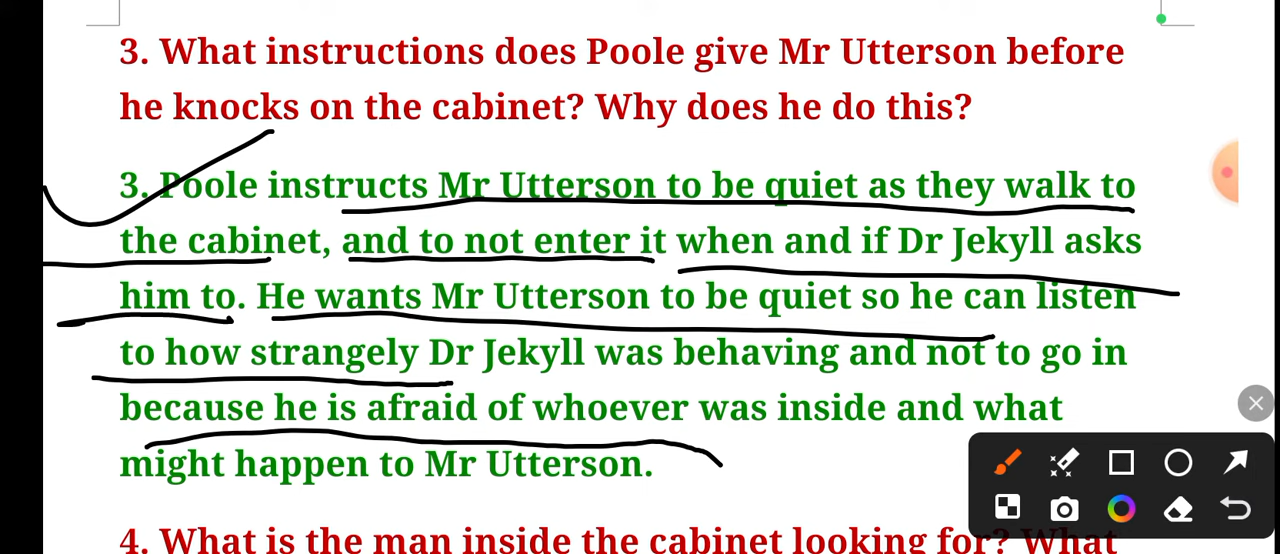 3. What instructions does Poole give Mr Utterson before
he knocks on the cabinet? Why does he do this?
3. Poole instructs Mr Utterson to be quiet as they walk to
the cabinet, and to not enter it when and if Dr Jekyll asks
him to. He wants Mr Utterson to be quiet so he can listen
to how strangely Dr Jekyll was behaving and not to go in
because he is afraid of whoever was inside and what
might happen to Mr Utterson.
4. What is the man inside the cabinet looking for? What